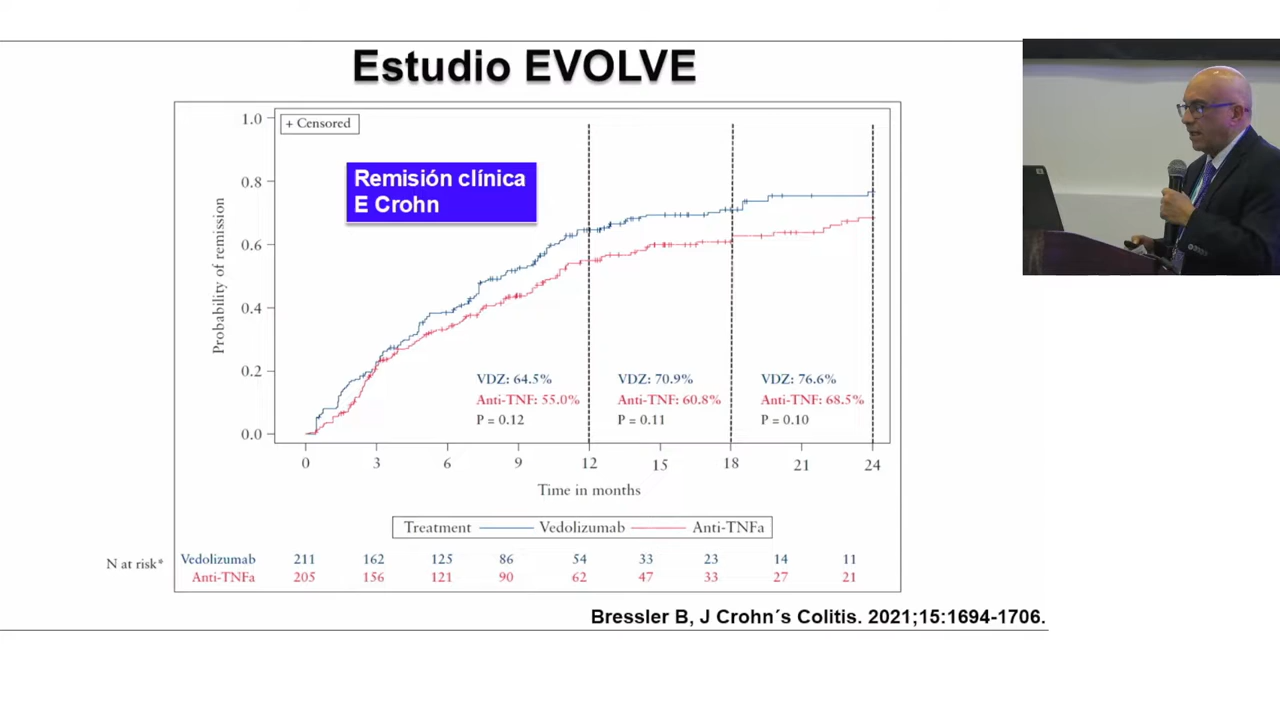 Estudio EVOLVE
+ Censored
Remisión clínica
E Crohn
Probability of remission
1.0
0.8
0.6
0.4
0.2
0.0
VDZ: 64.5%
Anti-TNF: 55.0%
P = 0.12
VDZ: 70.9%
Anti-TNF: 60.8%
P = 0.11
VDZ: 76.6%
Anti-TNF: 68.5%
P = 0.10
0 3 6 9 12 15 18 21 24
Time in months
Treatment Vedolizumab Anti-TNFa
N at risk*
Vedolizumab 211 162 125 86 54 33 23 14 11
Anti-TNFa 205 156 121 90 62 47 33 27 21
Bressler B, J Crohn´s Colitis. 2021;15:1694-1706.